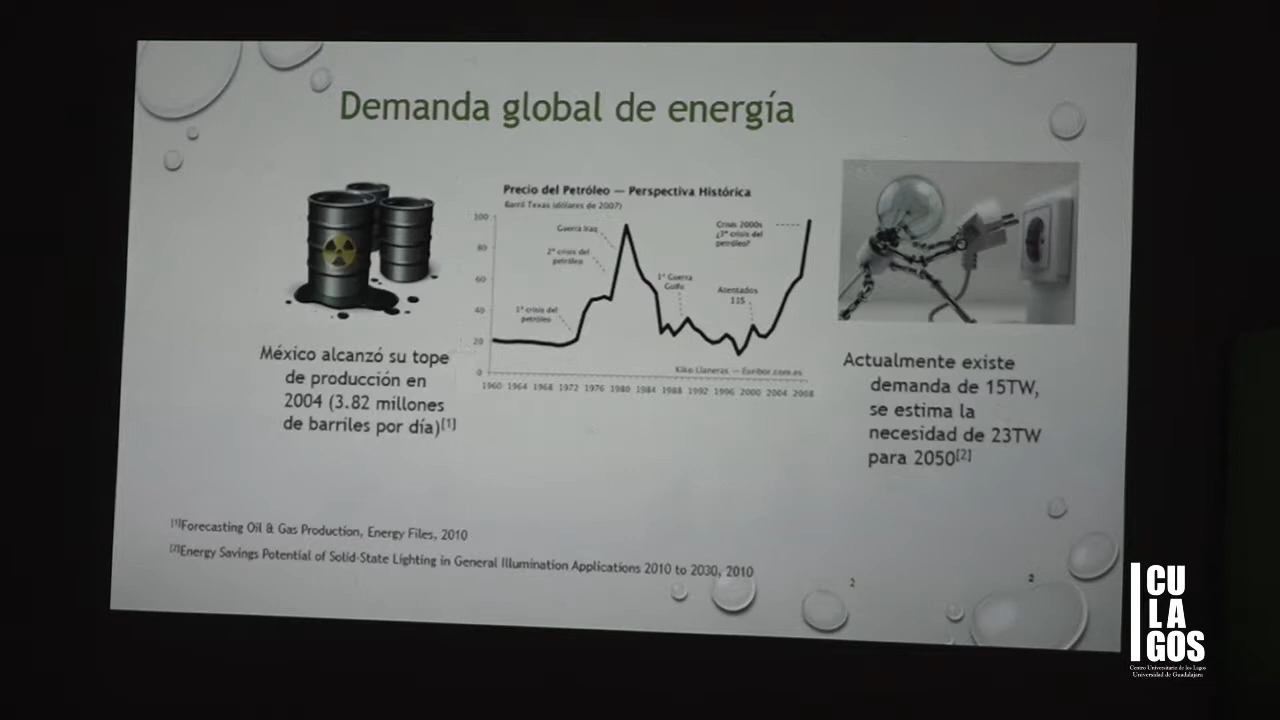 Demanda global de energía
Precio del Petróleo — Perspectiva Histórica
Barril Texas (dólares de 2007)
100
80
60
40
20
0
Guerra Iraq
2ª crisis del
petróleo
1ª crisis del
petróleo
1ª Guerra
Golfo
Atentados
11S
Crisis 2000s
¿3ª crisis del
petróleo?
Kiko Llaneras — Euribor.com.es
1960 1964 1968 1972 1976 1980 1984 1988 1992 1996 2000 2004 2008
México alcanzó su tope
de producción en
2004 (3.82 millones
de barriles por día)[1]
Actualmente existe
demanda de 15TW,
se estima la
necesidad de 23TW
para 2050[2]
[1]Forecasting Oil & Gas Production, Energy Files, 2010
[2]Energy Savings Potential of Solid-State Lighting in General Illumination Applications 2010 to 2030, 2010
2
2
CU
LA
GOS
Centro Universitario de los Lagos
Universidad de Guadalajara